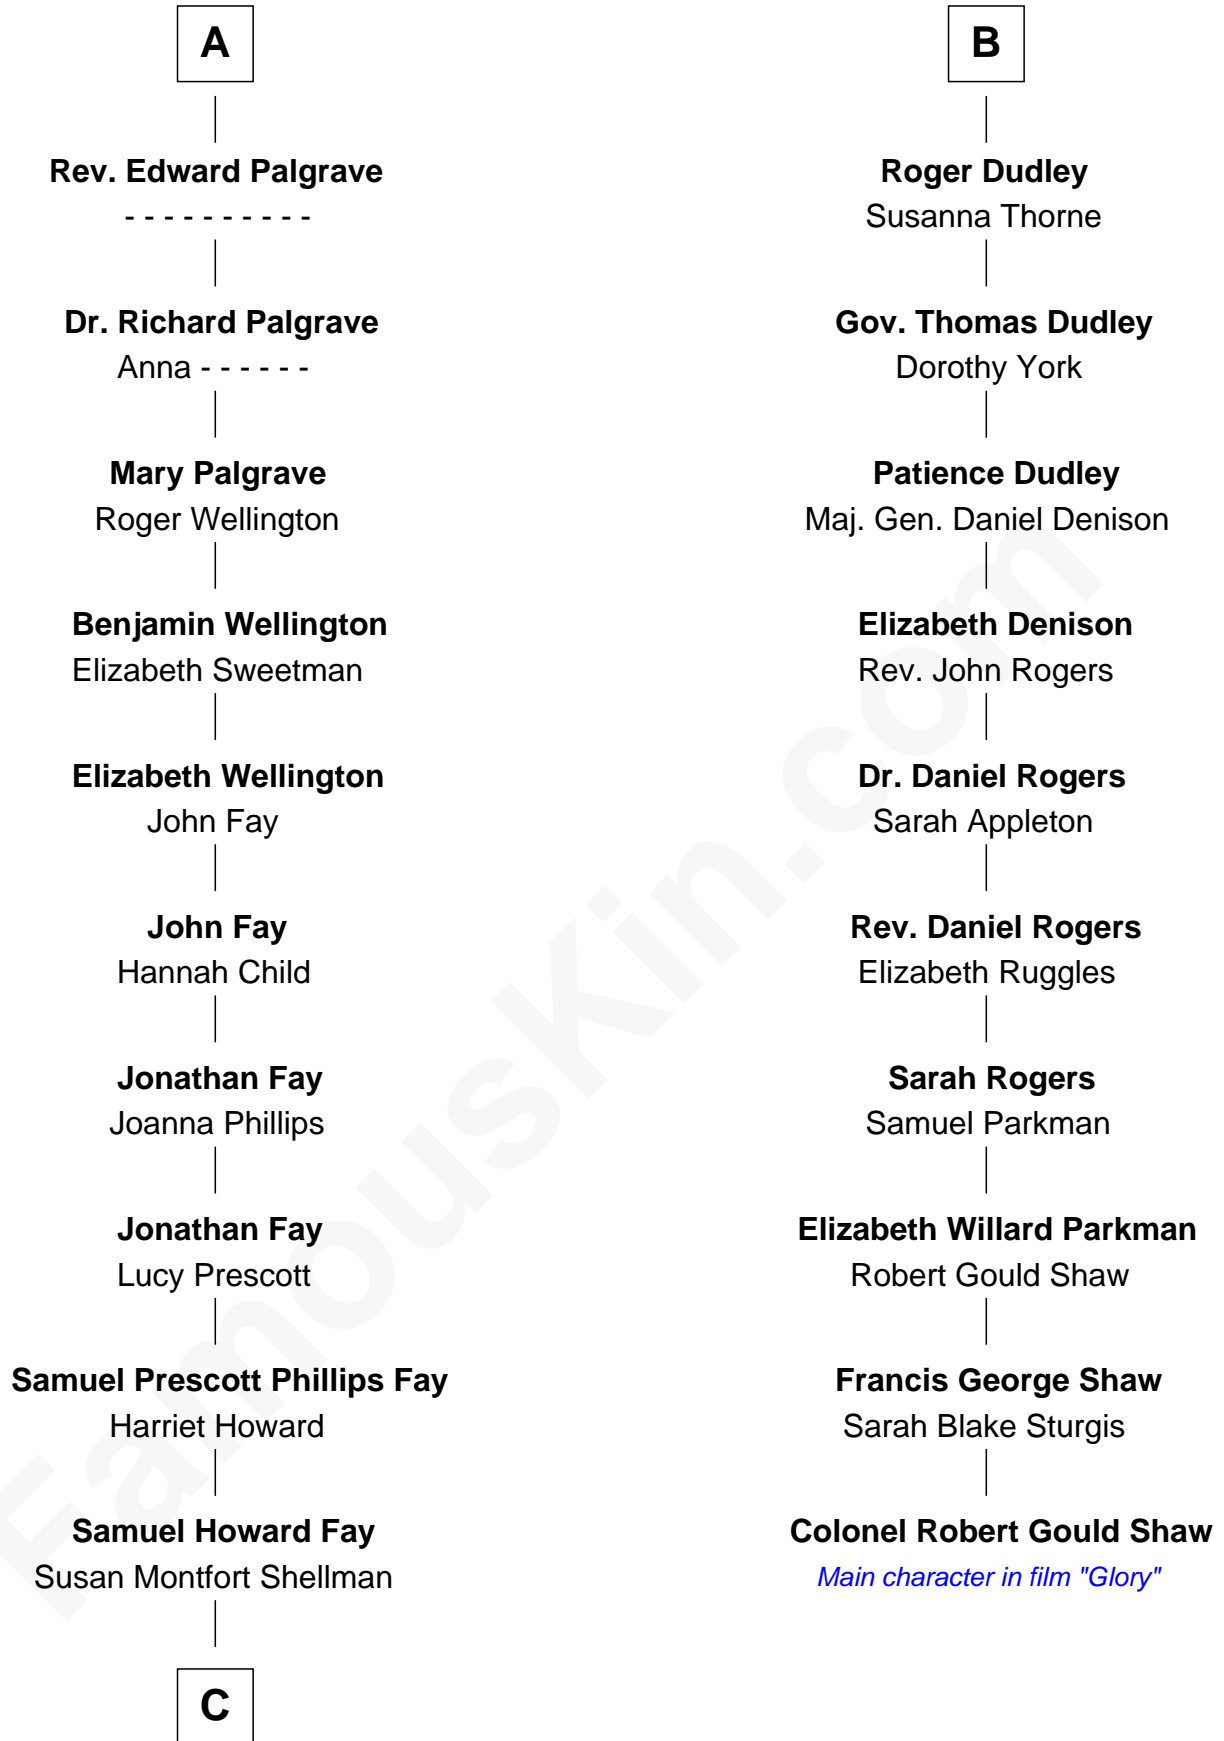 A
Rev. Edward Palgrave
- - - - - - - - - -
Dr. Richard Palgrave
Anna - - - - - -
Mary Palgrave
Roger Wellington
Benjamin Wellington
Elizabeth Sweetman
Elizabeth Wellington
John Fay
John Fay
Hannah Child
Jonathan Fay
Joanna Phillips
Jonathan Fay
Lucy Prescott
Samuel Prescott Phillips Fay
Harriet Howard
Samuel Howard Fay
Susan Montfort Shellman
C
B
Roger Dudley
Susanna Thorne
Gov. Thomas Dudley
Dorothy York
Patience Dudley
Maj. Gen. Daniel Denison
Elizabeth Denison
Rev. John Rogers
Dr. Daniel Rogers
Sarah Appleton
Rev. Daniel Rogers
Elizabeth Ruggles
Sarah Rogers
Samuel Parkman
Elizabeth Willard Parkman
Robert Gould Shaw
Francis George Shaw
Sarah Blake Sturgis
Colonel Robert Gould Shaw
Main character in film "Glory"
FamousKin.com